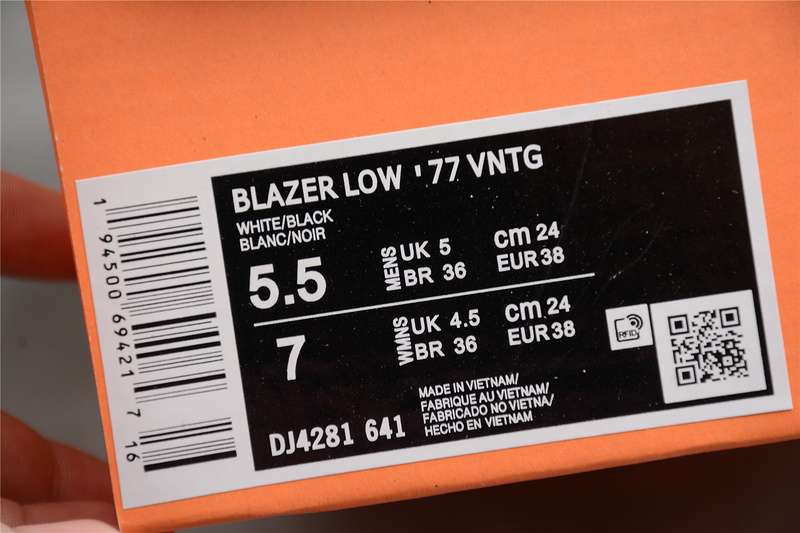 BLAZER LOW '77 VNTG
WHITE/BLACK
BLANC/NOIR
5.5
MENS
UK 5
cm 24
BR 36
EUR 38
7
WMNS
UK 4.5
cm 24
BR 36
EUR 38
RFID
DJ4281 641
MADE IN VIETNAM/
FABRIQUE AU VIETNAM/
FABRICADO NO VIETNA/
HECHO EN VIETNAM
1 94500 69421 7 16